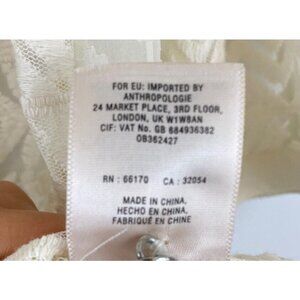 FOR EU: IMPORTED BY
ANTHROPOLOGIE
24 MARKET PLACE, 3RD FLOOR,
LONDON, UK W1W8AN
CIF: VAT No. GB 684936382
OB362427
RN : 66170 CA : 32054
MADE IN CHINA,
HECHO EN CHINA,
FABRIQUÉ EN CHINE